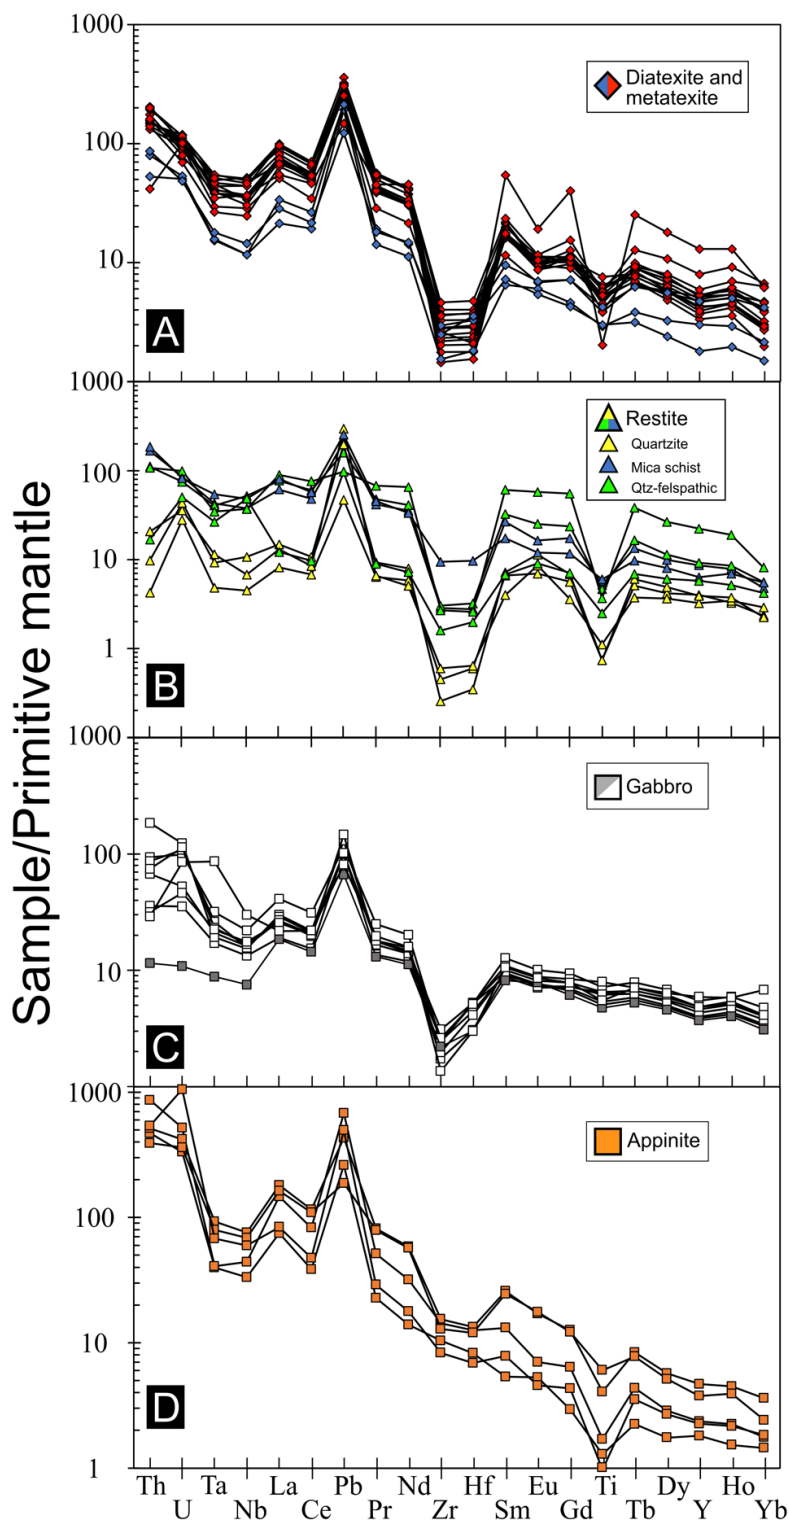 Sample/Primitive mantle
1000
100
10
A
Diatexite and
metatexite
1000
100
10
1
B
Restite
Quartzite
Mica schist
Qtz-felspathic
1000
100
10
C
Gabbro
1000
100
10
1
D
Appinite
Th Ta La Pb Nd Hf Eu Ti Dy Ho
U Nb Ce Pr Zr Sm Gd Tb Y Yb